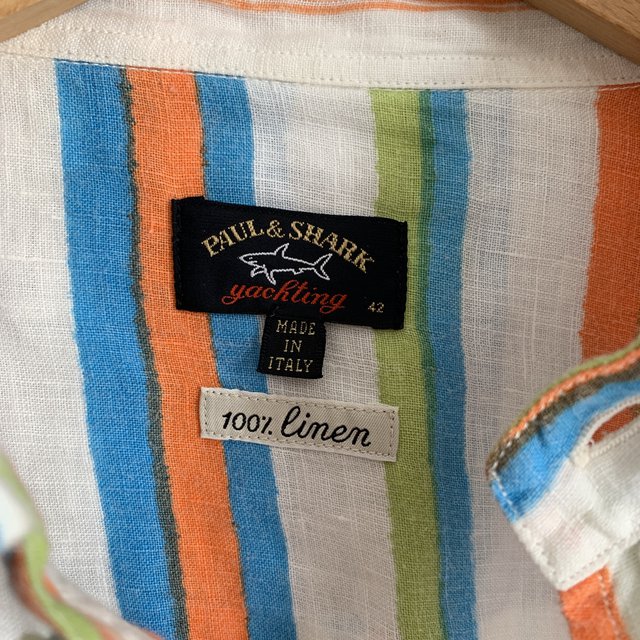 PAUL & SHARK
yachting
42
MADE
IN
ITALY
100% linen